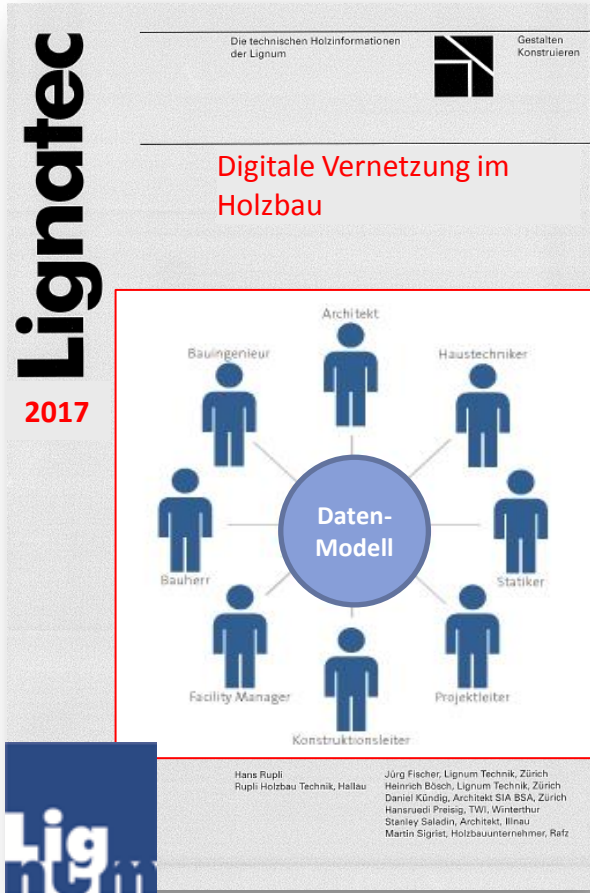 Lignatec
Die technischen Holzinformationen
der Lignum
Gestalten
Konstruieren
Digitale Vernetzung im
Holzbau
2017
Architekt
Bauingenieur
Haustechniker
Daten-
Modell
Bauherr
Statiker
Facility Manager
Projektleiter
Konstruktionsleiter
Hans Rupli
Rupli Holzbau Technik, Hallau
Jürg Fischer, Lignum Technik, Zürich
Heinrich Bösch, Lignum Technik, Zürich
Daniel Kündig, Architekt SIA BSA, Zürich
Hansruedi Preisig, TWI, Winterthur
Stanley Saladin, Architekt, Illnau
Martin Sigrist, Holzbauunternehmer, Rafz
Lig
num